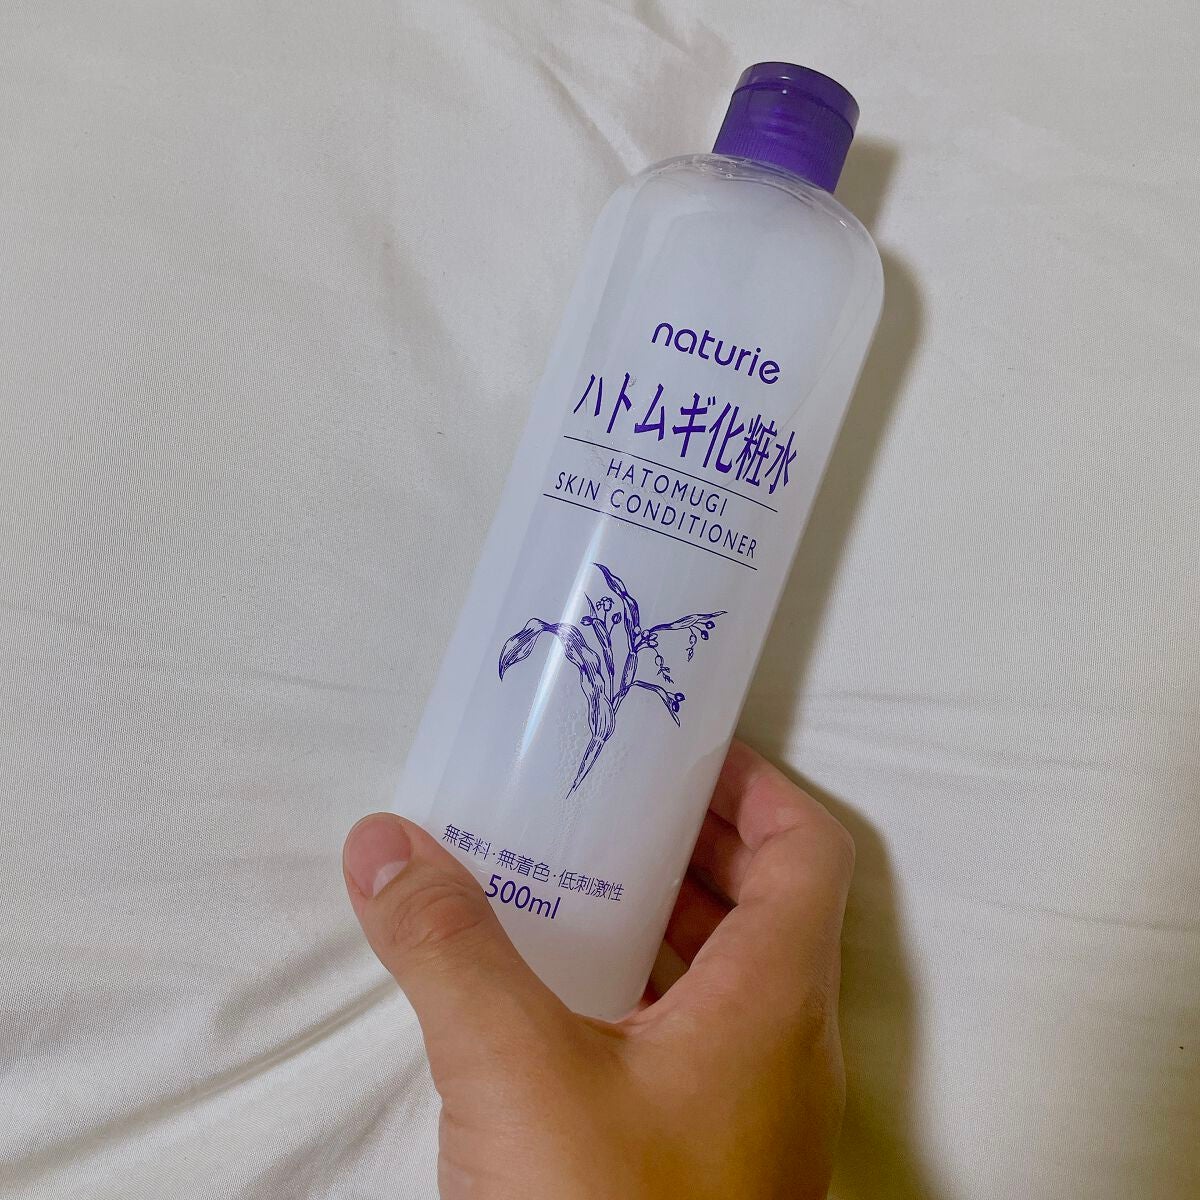 naturie
ハトムギ化粧水
HATOMUGI
SKIN CONDITIONER
無香料・無着色・低刺激性
500ml